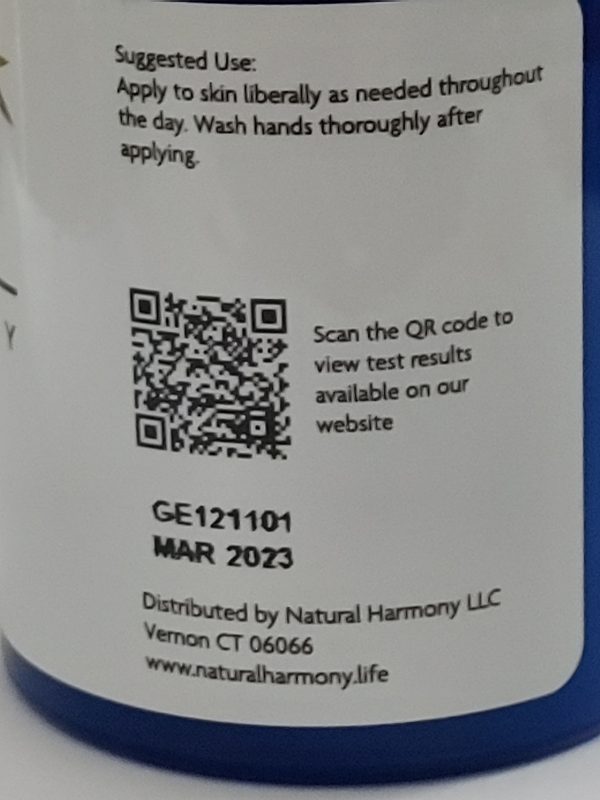 Suggested Use:
Apply to skin liberally as needed throughout
the day. Wash hands thoroughly after
applying.
Scan the QR code to
view test results
available on our
website
GE121101
MAR 2023
Distributed by Natural Harmony LLC
Vernon CT 06066
www.naturalharmony.life
Y